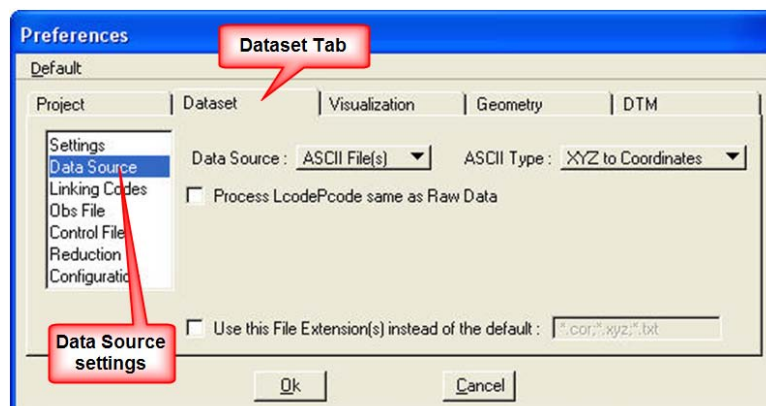 Preferences
Dataset Tab
Default
Project Dataset Visualization Geometry DTM
Settings
Data Source
Linking Codes
Obs File
Control File
Reduction
Configuratio
Data Source : ASCII File(s) ASCII Type : XYZ to Coordinates
Process LcodePcode same as Raw Data
Use this File Extension(s) instead of the default : *.cor;*.xyz;*.txt
Data Source
settings
Ok Cancel